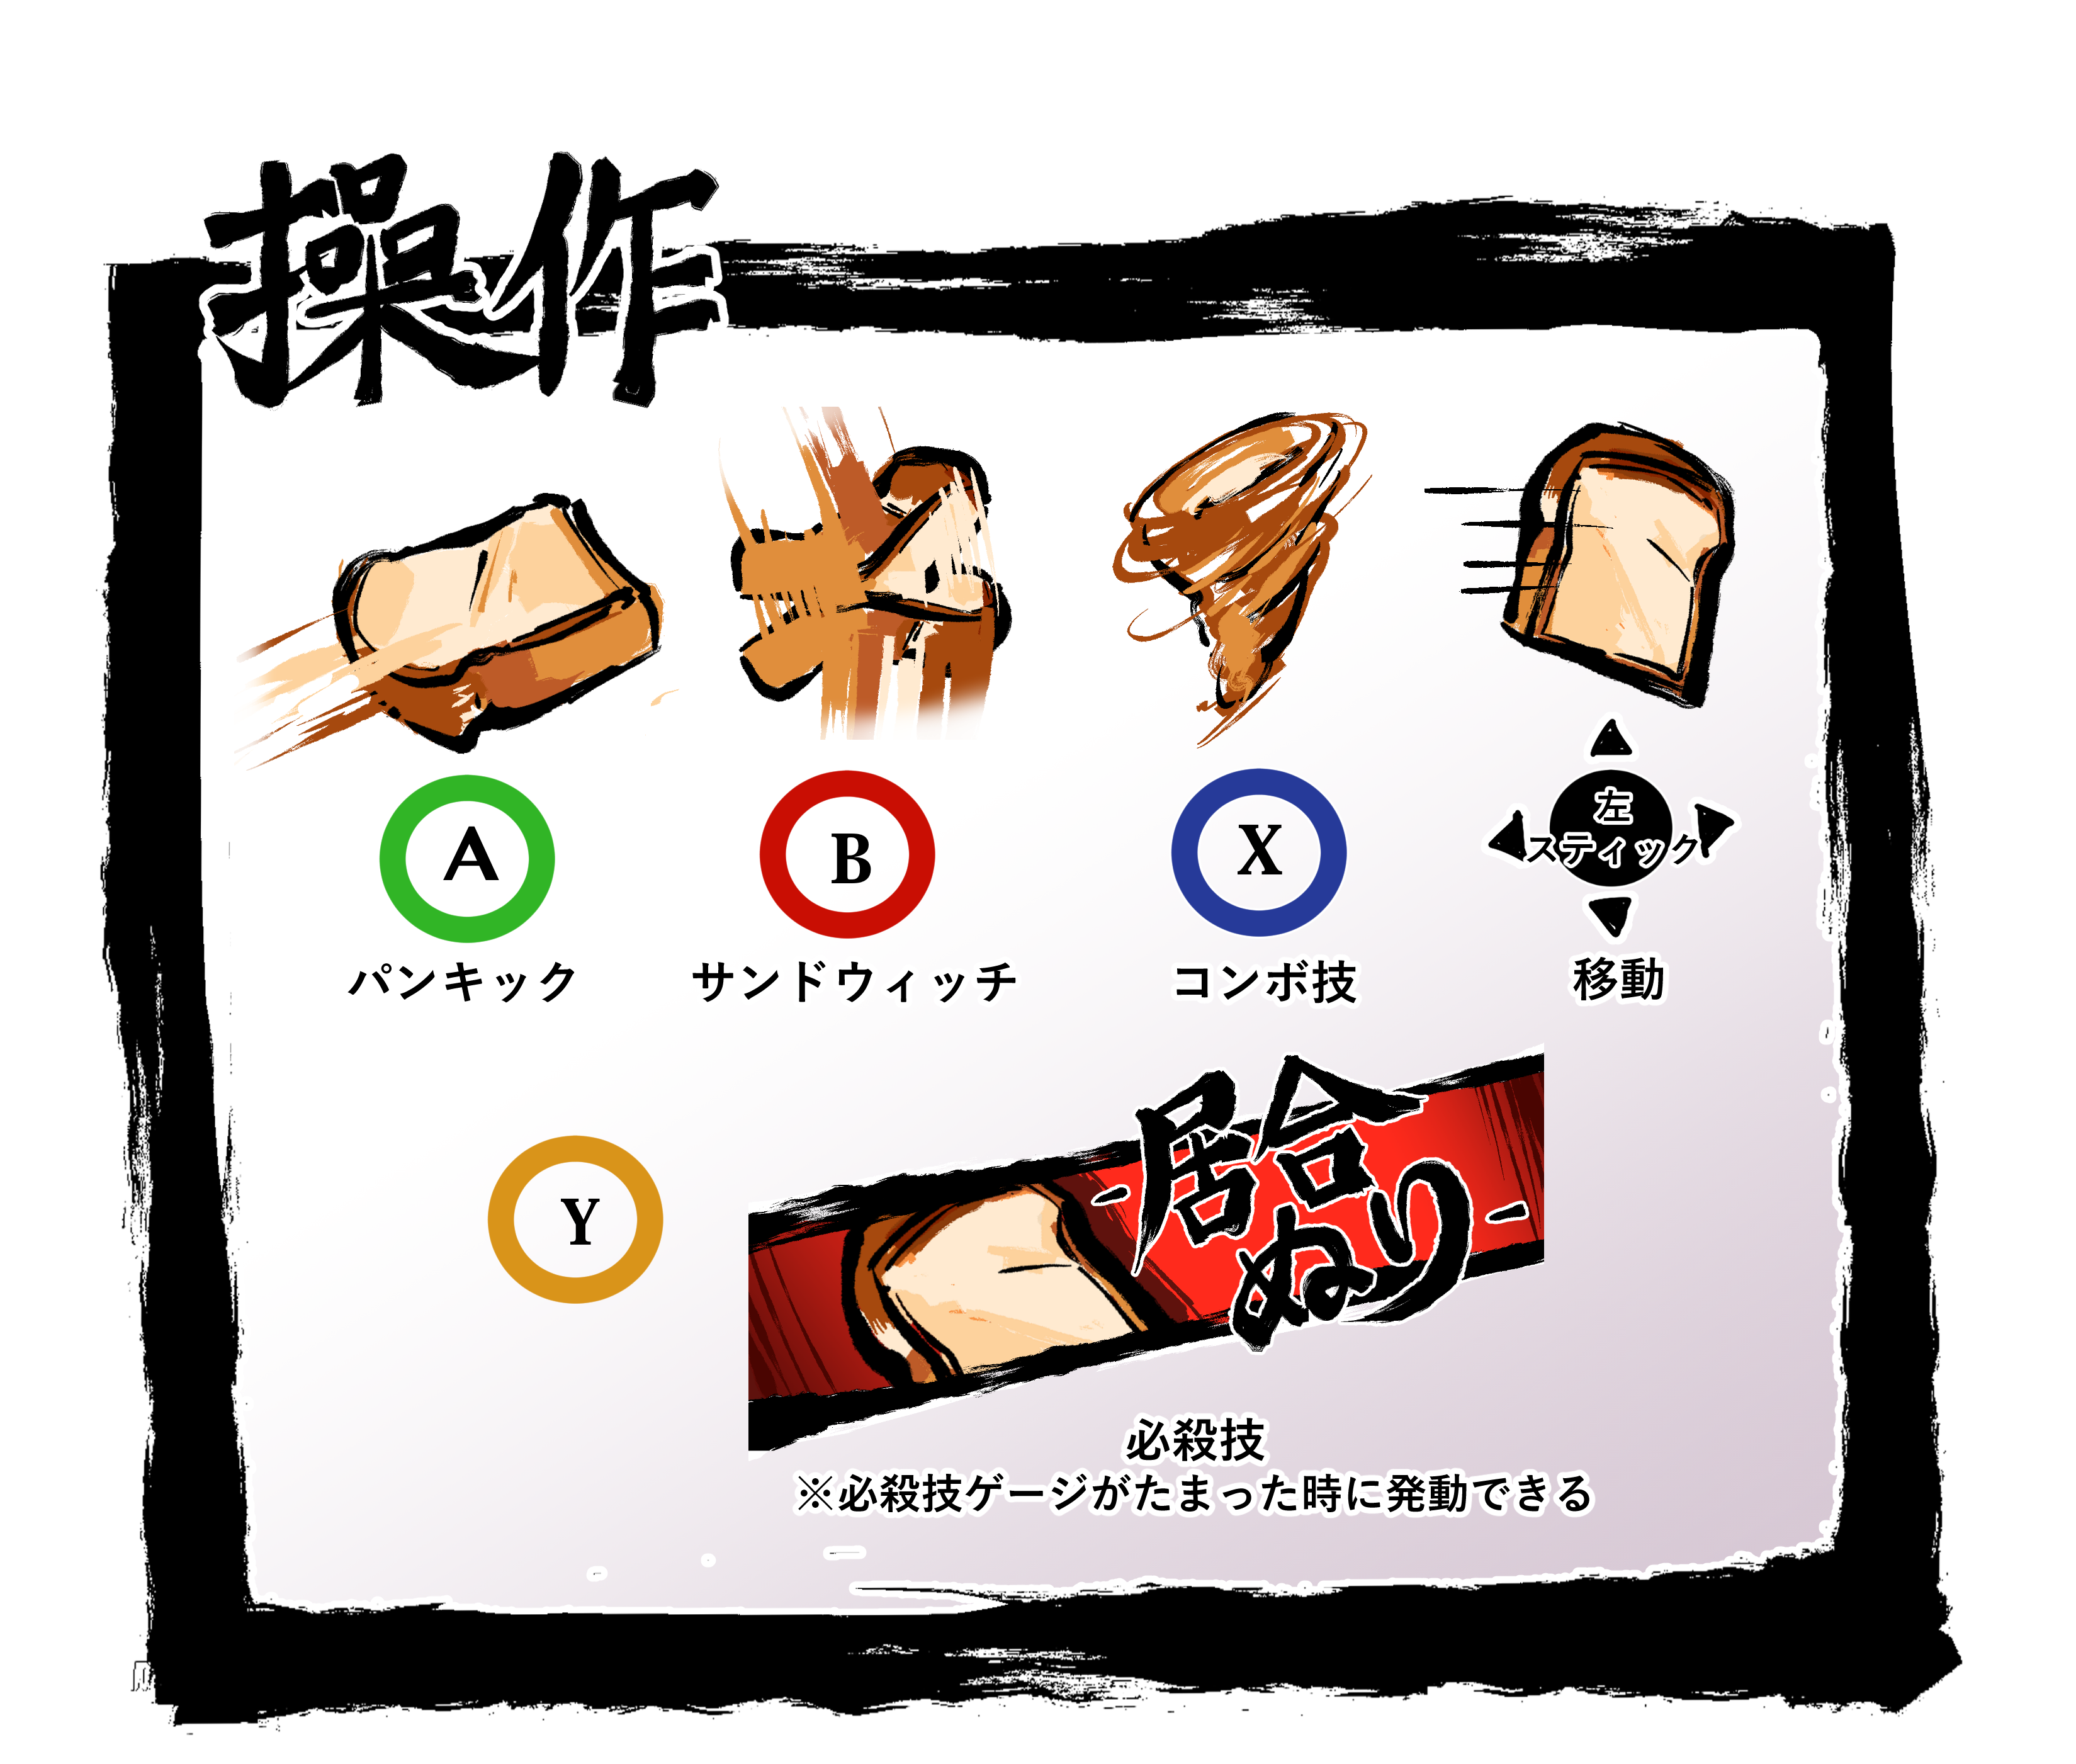 操作
A
B
X
左
スティック
パンキック
サンドウィッチ
コンボ技
移動
Y
居合
ぬり
必殺技
※必殺技ゲージがたまった時に発動できる